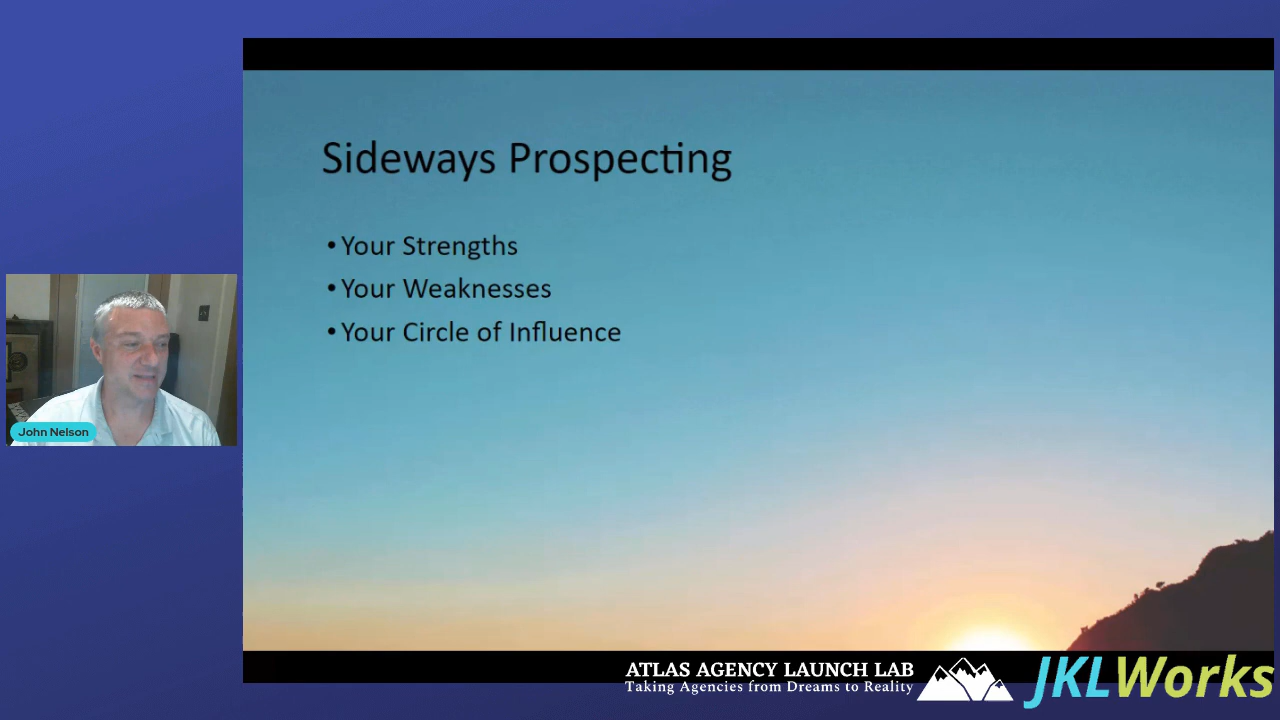 Sideways Prospecting
• Your Strengths
• Your Weaknesses
• Your Circle of Influence
John Nelson
ATLAS AGENCY LAUNCH LAB
Taking Agencies from Dreams to Reality
JKLWorks